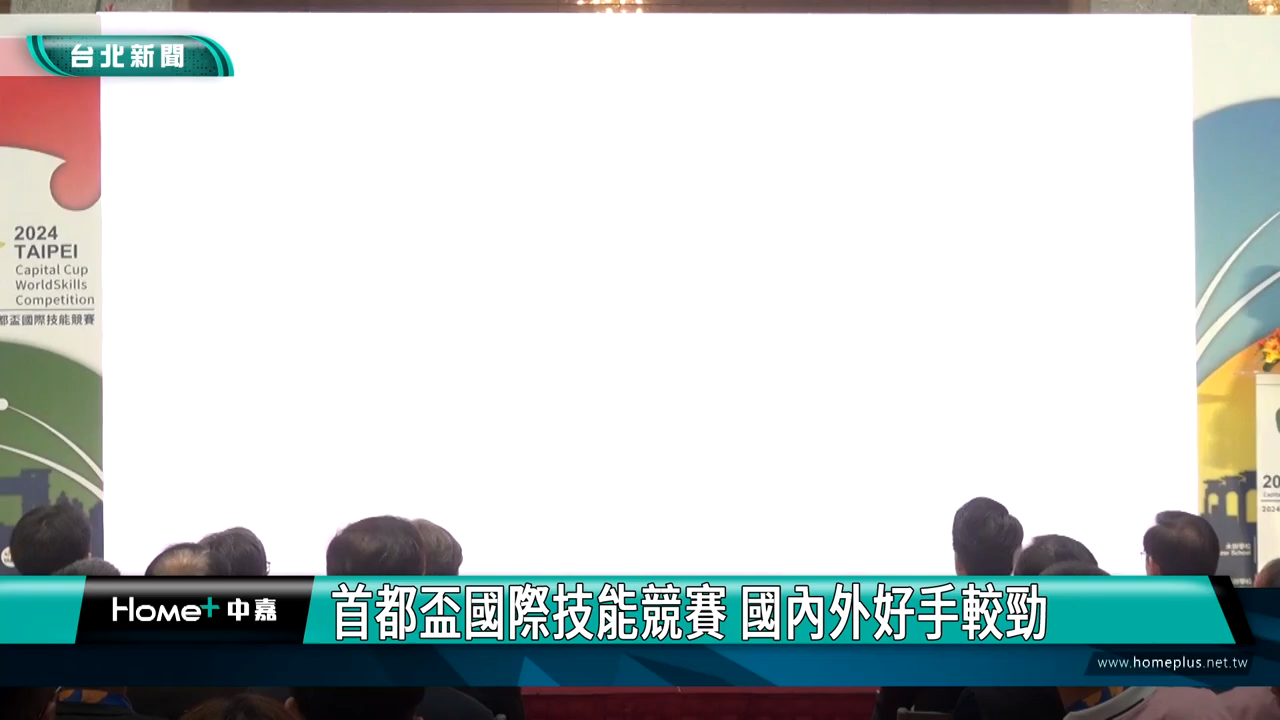 台北新聞
2024
TAIPEI
Capital Cup
WorldSkills
Competition
都盃國際技能競賽
20
2024
Home+ 中嘉
首都盃國際技能競賽 國內外好手較勁
www.homeplus.net.tw